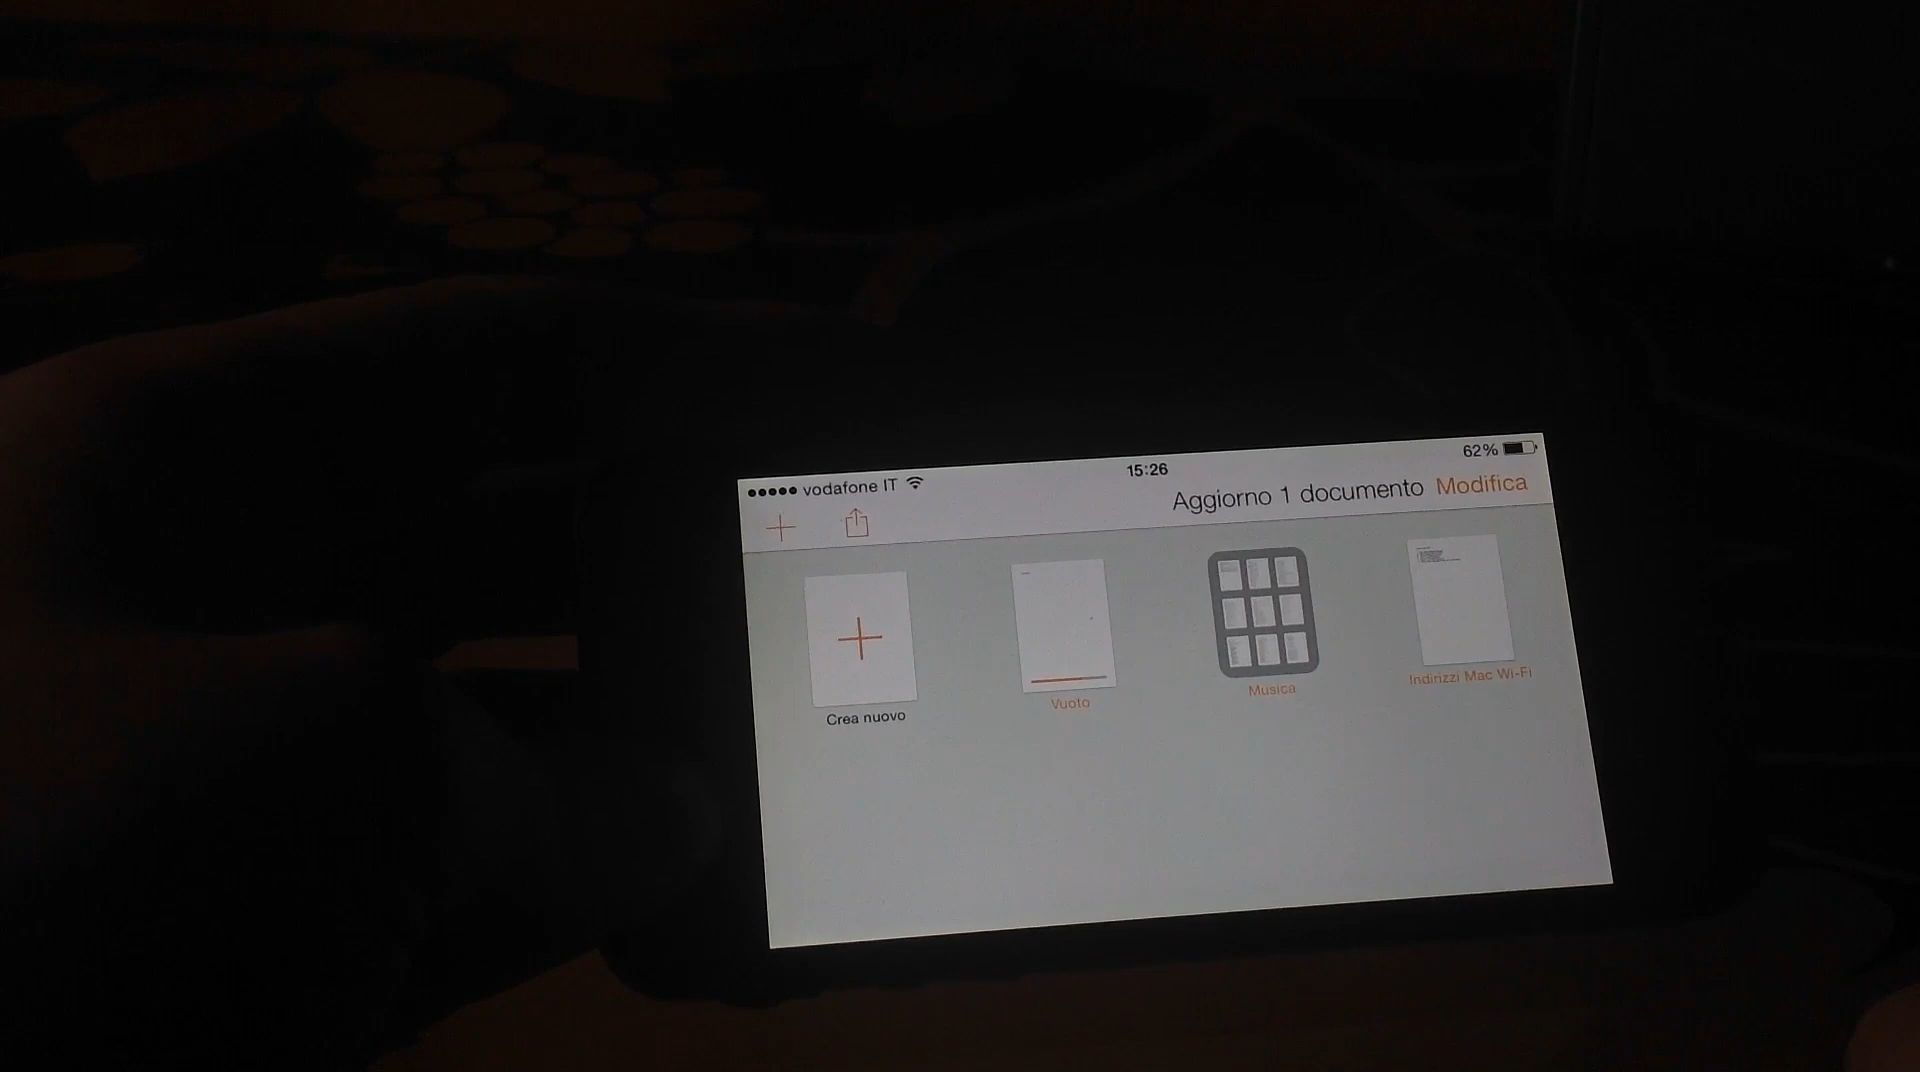 vodafone IT 15:26 62%
Aggiorno 1 documento Modifica
Crea nuovo
Vuoto
Musica
Indirizzi Mac Wi-Fi